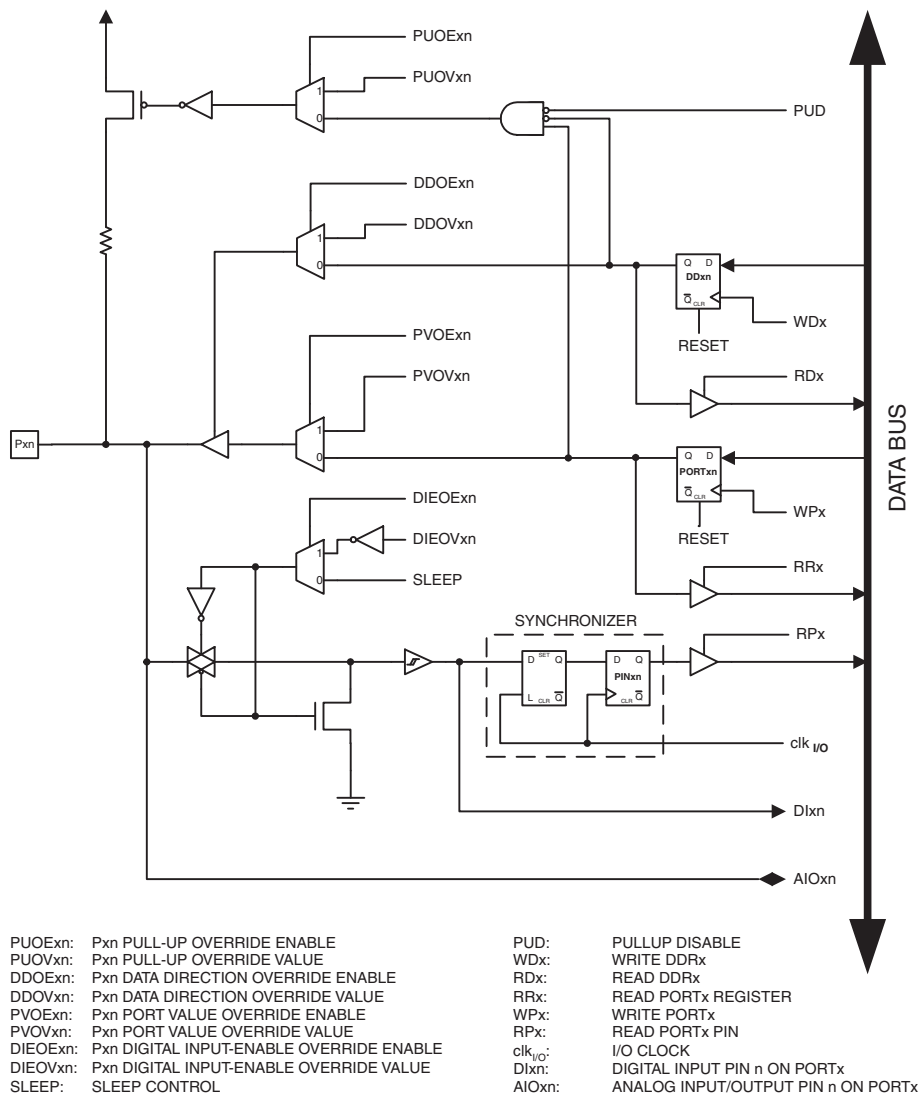 PUOExn
PUOVxn
1
0
PUD
DDOExn
DDOVxn
1
0
Q D
DDxn
Q CLR
WDx
RESET
RDx
PVOExn
PVOVxn
1
0
Pxn
Q D
PORTxn
Q CLR
WPx
RESET
RRx
DATA BUS
DIEOExn
DIEOVxn
1
0
SLEEP
SYNCHRONIZER
RPx
D SET Q
L CLR Q
D Q
PINxn
CLR Q
clk I/O
DIxn
AIOxn
PUOExn: Pxn PULL-UP OVERRIDE ENABLE
PUOVxn: Pxn PULL-UP OVERRIDE VALUE
DDOExn: Pxn DATA DIRECTION OVERRIDE ENABLE
DDOVxn: Pxn DATA DIRECTION OVERRIDE VALUE
PVOExn: Pxn PORT VALUE OVERRIDE ENABLE
PVOVxn: Pxn PORT VALUE OVERRIDE VALUE
DIEOExn: Pxn DIGITAL INPUT-ENABLE OVERRIDE ENABLE
DIEOVxn: Pxn DIGITAL INPUT-ENABLE OVERRIDE VALUE
SLEEP: SLEEP CONTROL
PUD: PULLUP DISABLE
WDx: WRITE DDRx
RDx: READ DDRx
RRx: READ PORTx REGISTER
WPx: WRITE PORTx
RPx: READ PORTx PIN
clkI/O: I/O CLOCK
DIxn: DIGITAL INPUT PIN n ON PORTx
AIOxn: ANALOG INPUT/OUTPUT PIN n ON PORTx